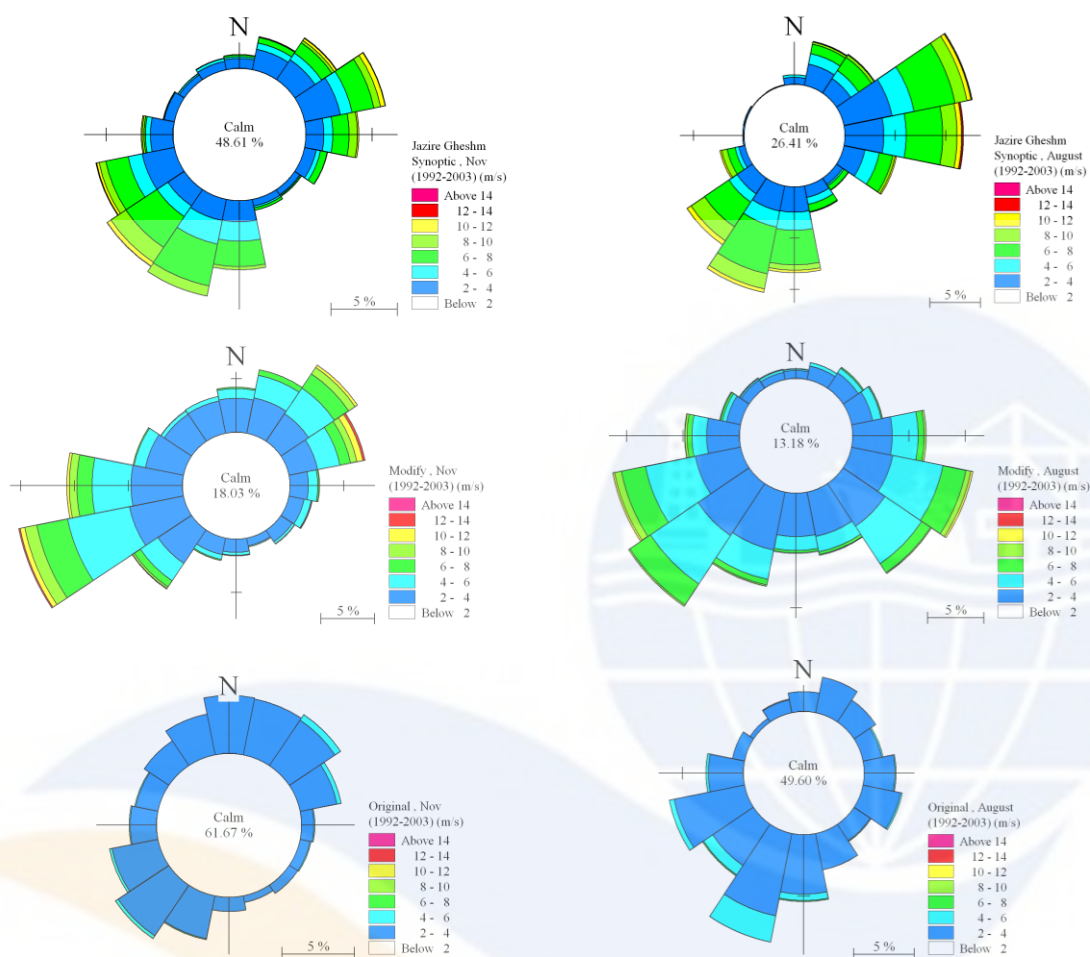 N
Calm
48.61 %
Jazire Gheshm
Synoptic , Nov
(1992-2003) (m/s)
Above 14
12 - 14
10 - 12
8 - 10
6 - 8
4 - 6
2 - 4
Below 2
5 %
N
Calm
26.41 %
Jazire Gheshm
Synoptic , August
(1992-2003) (m/s)
Above 14
12 - 14
10 - 12
8 - 10
6 - 8
4 - 6
2 - 4
Below 2
5 %
N
Calm
18.03 %
Modify , Nov
(1992-2003) (m/s)
Above 14
12 - 14
10 - 12
8 - 10
6 - 8
4 - 6
2 - 4
Below 2
5 %
N
Calm
13.18 %
Modify , August
(1992-2003) (m/s)
Above 14
12 - 14
10 - 12
8 - 10
6 - 8
4 - 6
2 - 4
Below 2
5 %
N
Calm
61.67 %
Original , Nov
(1992-2003) (m/s)
Above 14
12 - 14
10 - 12
8 - 10
6 - 8
4 - 6
2 - 4
Below 2
5 %
N
Calm
49.60 %
Original , August
(1992-2003) (m/s)
Above 14
12 - 14
10 - 12
8 - 10
6 - 8
4 - 6
2 - 4
Below 2
5 %